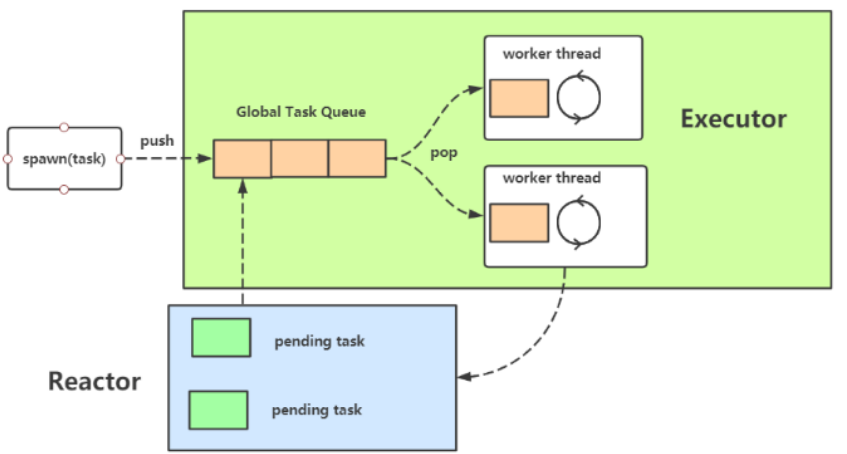 worker thread
Global Task Queue
Executor
push
spawn(task)
pop
worker thread
pending task
Reactor
pending task